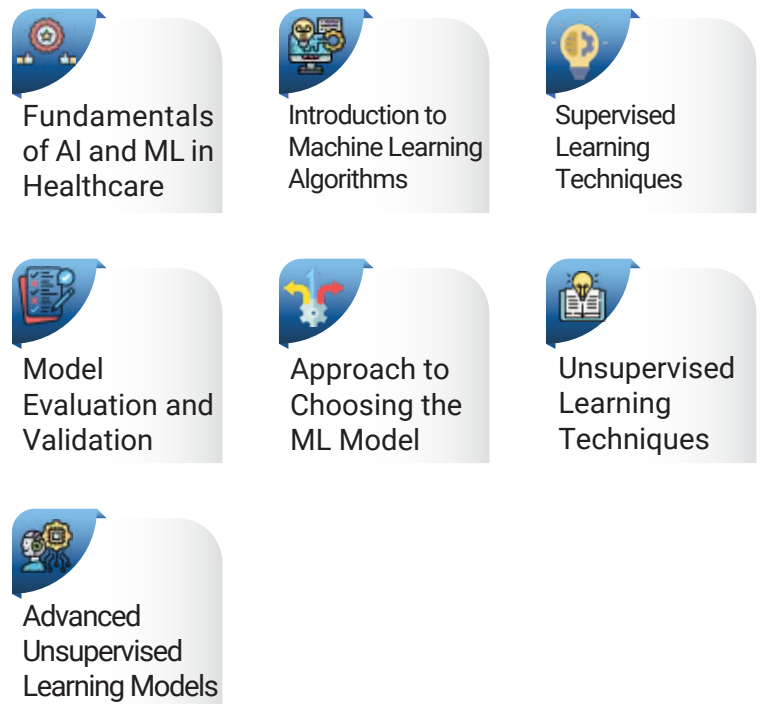 Fundamentals
of AI and ML in
Healthcare
Introduction to
Machine Learning
Algorithms
Supervised
Learning
Techniques
Model
Evaluation and
Validation
Approach to
Choosing the
ML Model
Unsupervised
Learning
Techniques
Advanced
Unsupervised
Learning Models